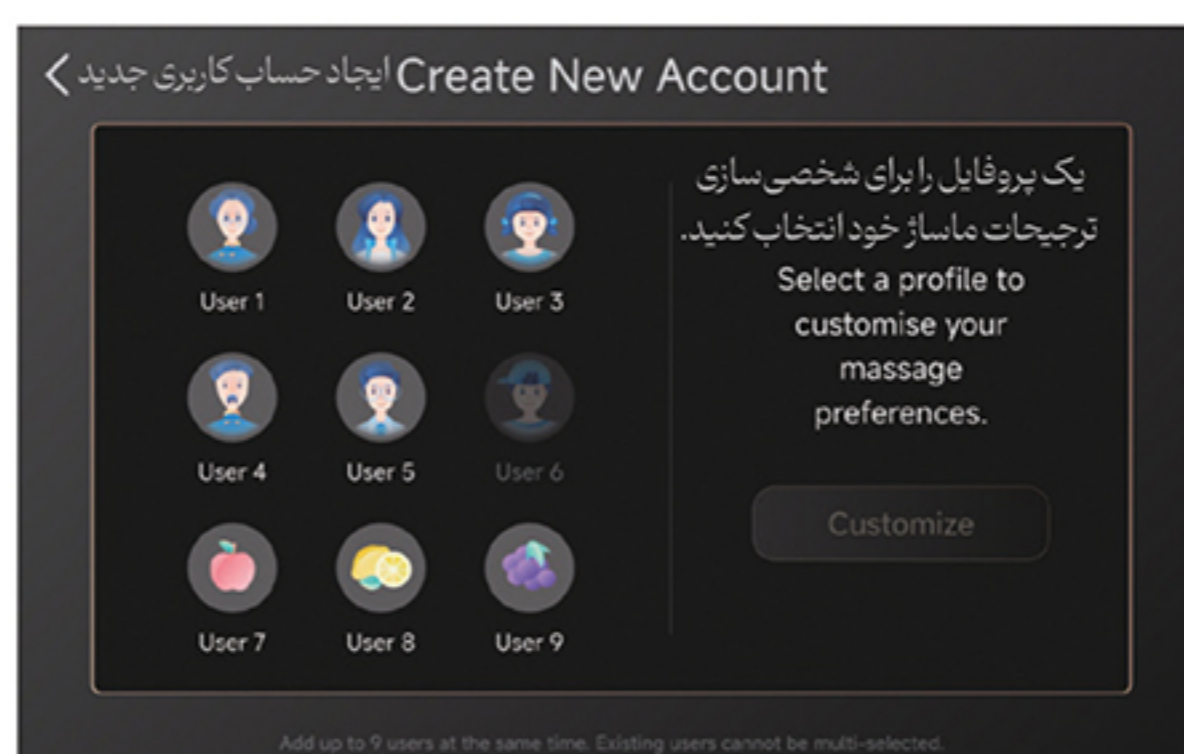 ایجاد حساب کاربری جدید Create New Account
یک پروفایل را برای شخصی‌سازی
ترجیحات ماساژ خود انتخاب کنید.
Select a profile to
customise your
massage
preferences.
Customize
User 1 User 2 User 3
User 4 User 5 User 6
User 7 User 8 User 9
Add up to 9 users at the same time. Existing users cannot be multi-selected.